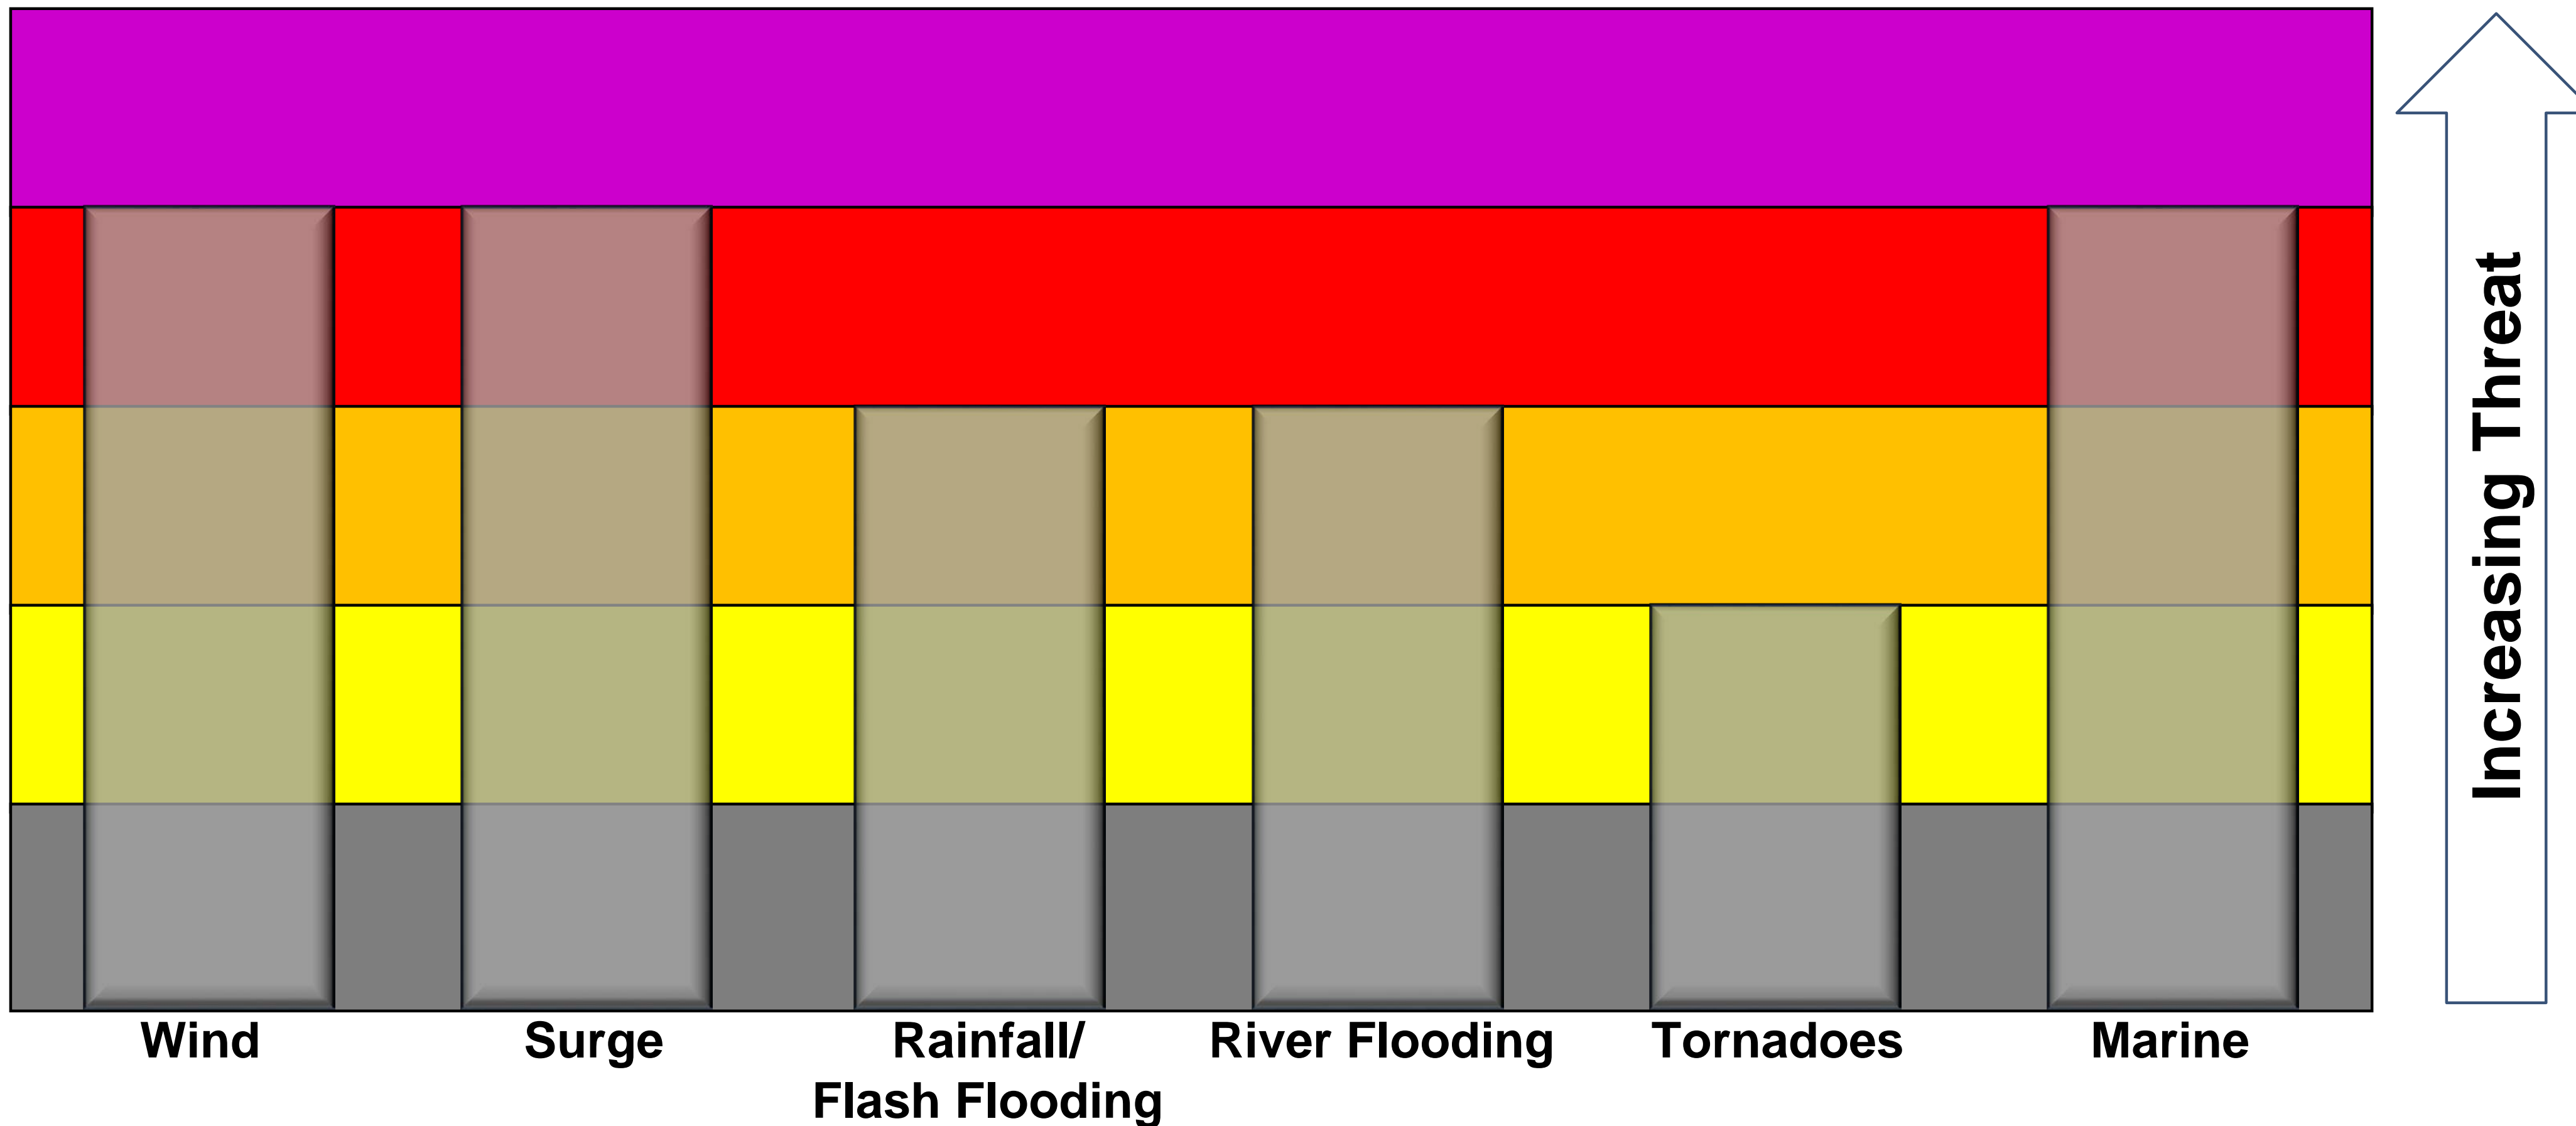 Increasing Threat
Wind
Surge
Rainfall/
Flash Flooding
River Flooding
Tornadoes
Marine